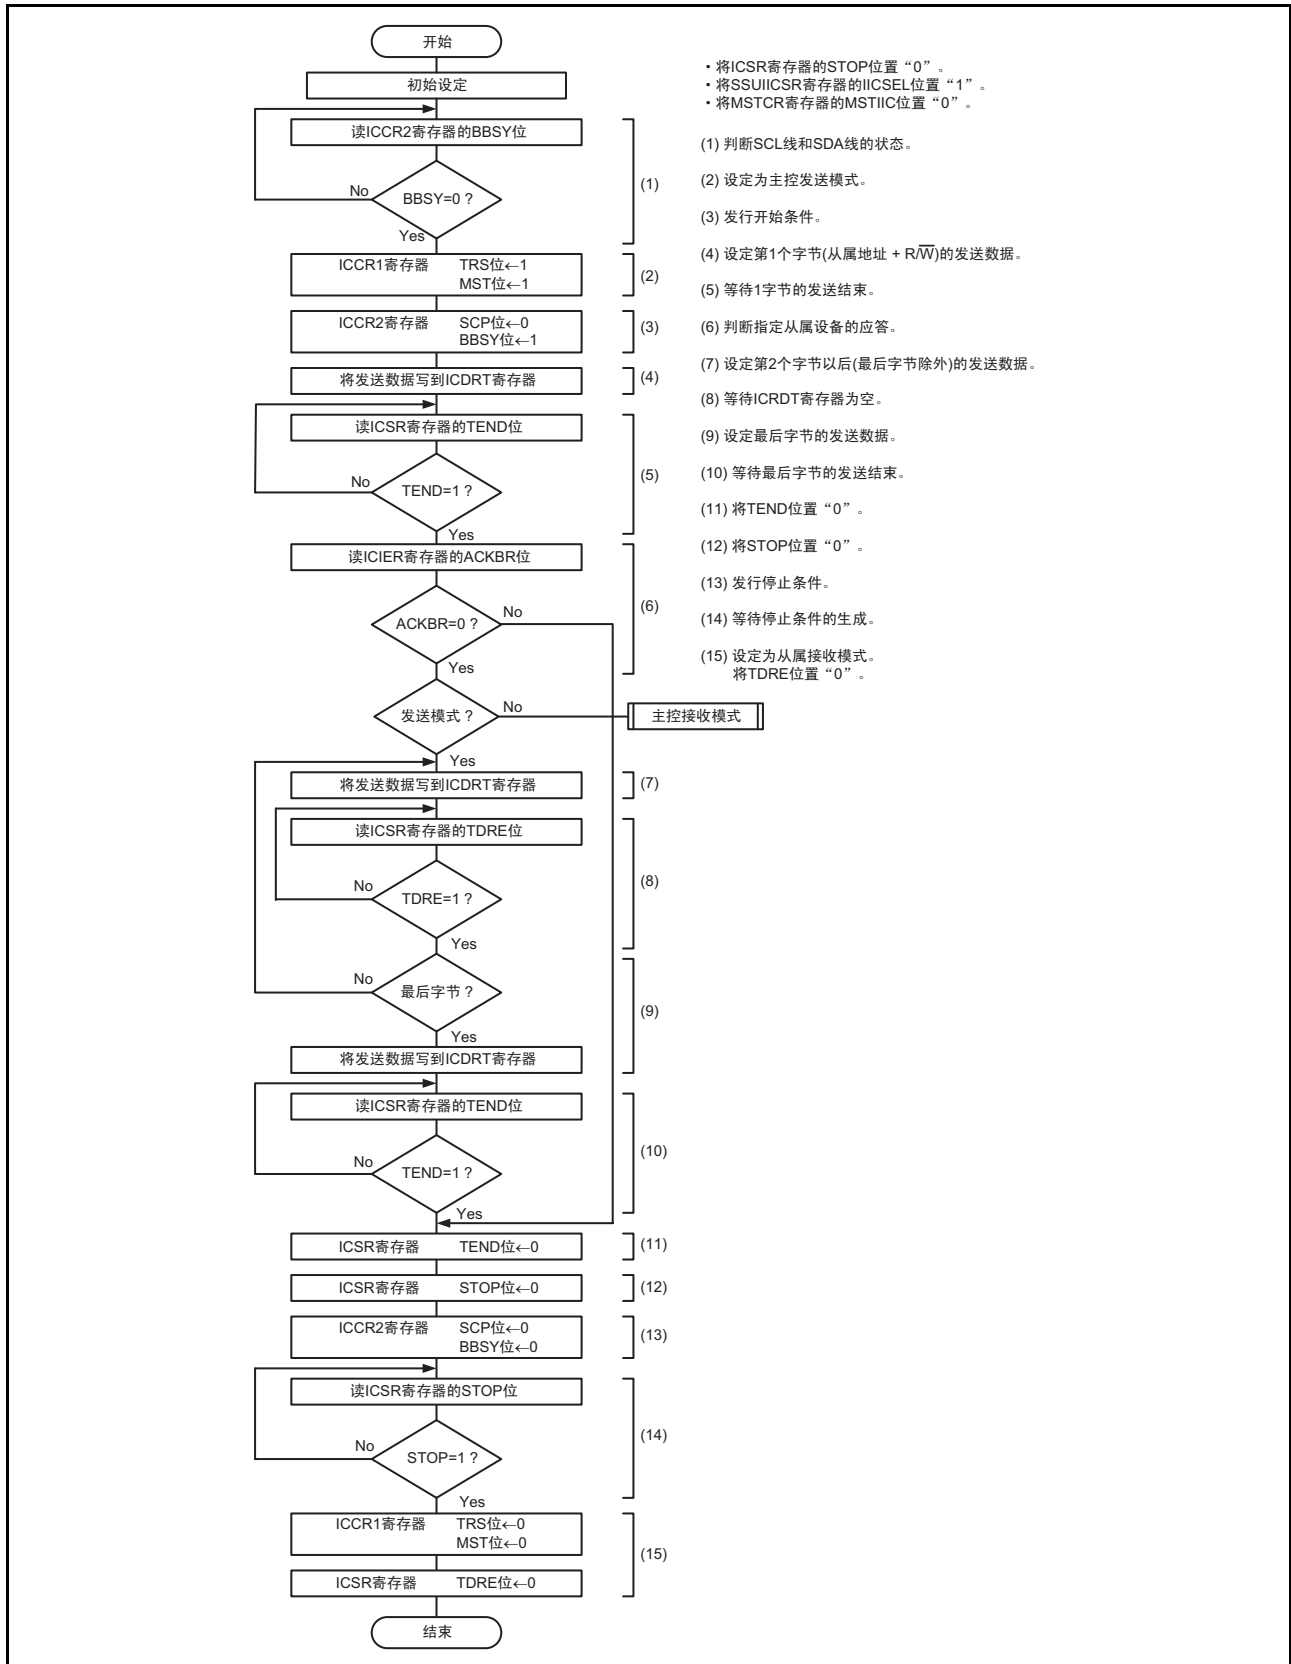 开始
初始设定
读ICCR2寄存器的BBSY位
No
BBSY=0 ?
Yes
(1)
ICCR1寄存器 TRS位←1
MST位←1
(2)
ICCR2寄存器 SCP位←0
BBSY位←1
(3)
将发送数据写到ICDRT寄存器
(4)
读ICSR寄存器的TEND位
No
TEND=1 ?
Yes
(5)
读ICIER寄存器的ACKBR位
ACKBR=0 ?
No
Yes
(6)
发送模式 ?
No
主控接收模式
Yes
将发送数据写到ICDRT寄存器
(7)
读ICSR寄存器的TDRE位
No
TDRE=1 ?
Yes
(8)
No
最后字节 ?
Yes
(9)
将发送数据写到ICDRT寄存器
读ICSR寄存器的TEND位
No
TEND=1 ?
Yes
(10)
ICSR寄存器 TEND位←0
(11)
ICSR寄存器 STOP位←0
(12)
ICCR2寄存器 SCP位←0
BBSY位←0
(13)
读ICSR寄存器的STOP位
No
STOP=1 ?
Yes
(14)
ICCR1寄存器 TRS位←0
MST位←0
(15)
ICSR寄存器 TDRE位←0
结束
・将ICSR寄存器的STOP位置“0”。
・将SSUIICSR寄存器的IICSEL位置“1”。
・将MSTCR寄存器的MSTIIC位置“0”。
(1) 判断SCL线和SDA线的状态。
(2) 设定为主控发送模式。
(3) 发行开始条件。
(4) 设定第1个字节(从属地址 + R/W̅)的发送数据。
(5) 等待1字节的发送结束。
(6) 判断指定从属设备的应答。
(7) 设定第2个字节以后(最后字节除外)的发送数据。
(8) 等待ICRDT寄存器为空。
(9) 设定最后字节的发送数据。
(10) 等待最后字节的发送结束。
(11) 将TEND位置“0”。
(12) 将STOP位置“0”。
(13) 发行停止条件。
(14) 等待停止条件的生成。
(15) 设定为从属接收模式。
将TDRE位置“0”。